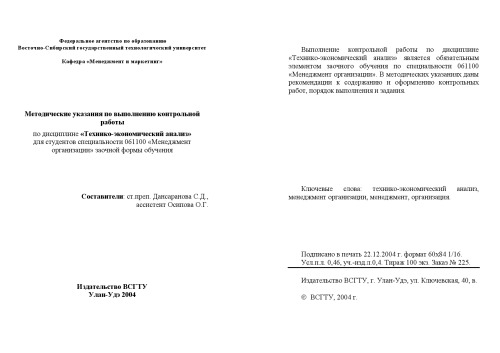 Федеральное агентство по образованию
Восточно-Сибирский государственный технологический университет
Кафедра «Менеджмент и маркетинг»
Методические указания по выполнению контрольной
работы
по дисциплине «Технико-экономический анализ»
для студентов специальности 061100 «Менеджмент
организации» заочной формы обучения
Составители: ст.преп. Дансаранова С.Д.,
ассистент Осипова О.Г.
Издательство ВСГТУ
Улан-Удэ 2004
Выполнение контрольной работы по дисциплине
«Технико-экономический анализ» является обязательным
элементом заочного обучения по специальности 061100
«Менеджмент организации». В методических указаниях даны
рекомендации к содержанию и оформлению контрольных
работ, порядок выполнения и задания.
Ключевые слова: технико-экономический анализ,
менеджмент организации, менеджмент, организация.
Подписано в печать 22.12.2004 г. формат 60х84 1/16.
Усл.п.л. 0,46, уч.-изд.л.0,4. Тираж 100 экз. Заказ № 225.
Издательство ВСГТУ, г. Улан-Удэ, ул. Ключевская, 40, в.
© ВСГТУ, 2004 г.